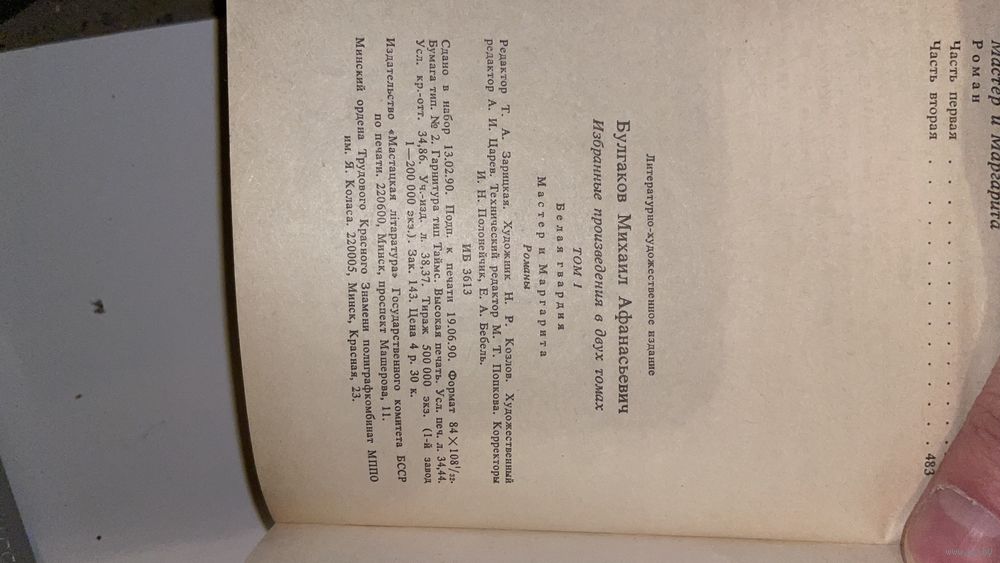 Мастер и Маргарита
Роман
Часть первая . . . . . . . . . . . . .
Часть вторая . . . . . . . . . . . . . 483
Литературно-художественное издание
Булгаков Михаил Афанасьевич
Избранные произведения в двух томах
ТОМ I
Белая гвардия
Мастер и Маргарита
Романы
Редактор Т. А. Зарицкая. Художник Н. Р. Козлов. Художественный
редактор А. И. Царев. Технический редактор М. Т. Попкова. Корректоры
И. Н. Полонейчик, Е. А. Бебель.
ИБ 3613
Сдано в набор 13.02.90. Подп. к печати 19.06.90. Формат 84×108¹/₃₂.
Бумага тип. № 2. Гарнитура тип Таймс. Высокая печать. Усл. печ. л. 34,44.
Усл. кр.-отт. 34,86. Уч.-изд. л. 38,37. Тираж 500 000 экз. (1-й завод
1—200 000 экз.). Зак. 143. Цена 4 р. 30 к.
Издательство «Мастацкая літаратура» Государственного комитета БССР
по печати. 220600, Минск, проспект Машерова, 11.
Минский ордена Трудового Красного Знамени полиграфкомбинат МППО
им. Я. Коласа. 220005, Минск, Красная, 23.